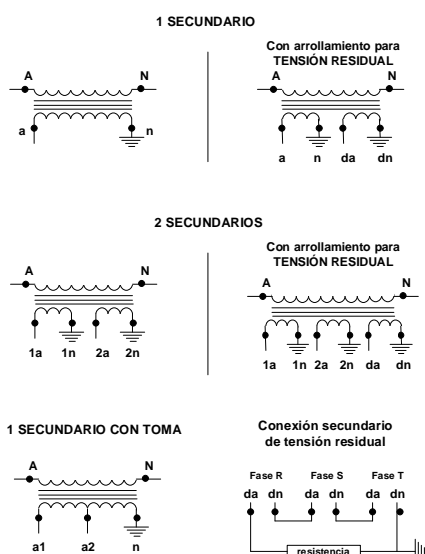 1 SECUNDARIO
A N
a n
Con arrollamiento para
TENSIÓN RESIDUAL
A N
a n da dn
2 SECUNDARIOS
A N
1a 1n 2a 2n
Con arrollamiento para
TENSIÓN RESIDUAL
A N
1a 1n 2a 2n da dn
1 SECUNDARIO CON TOMA
A N
a1 a2 n
Conexión secundario
de tensión residual
Fase R Fase S Fase T
da dn da dn da dn
resistencia